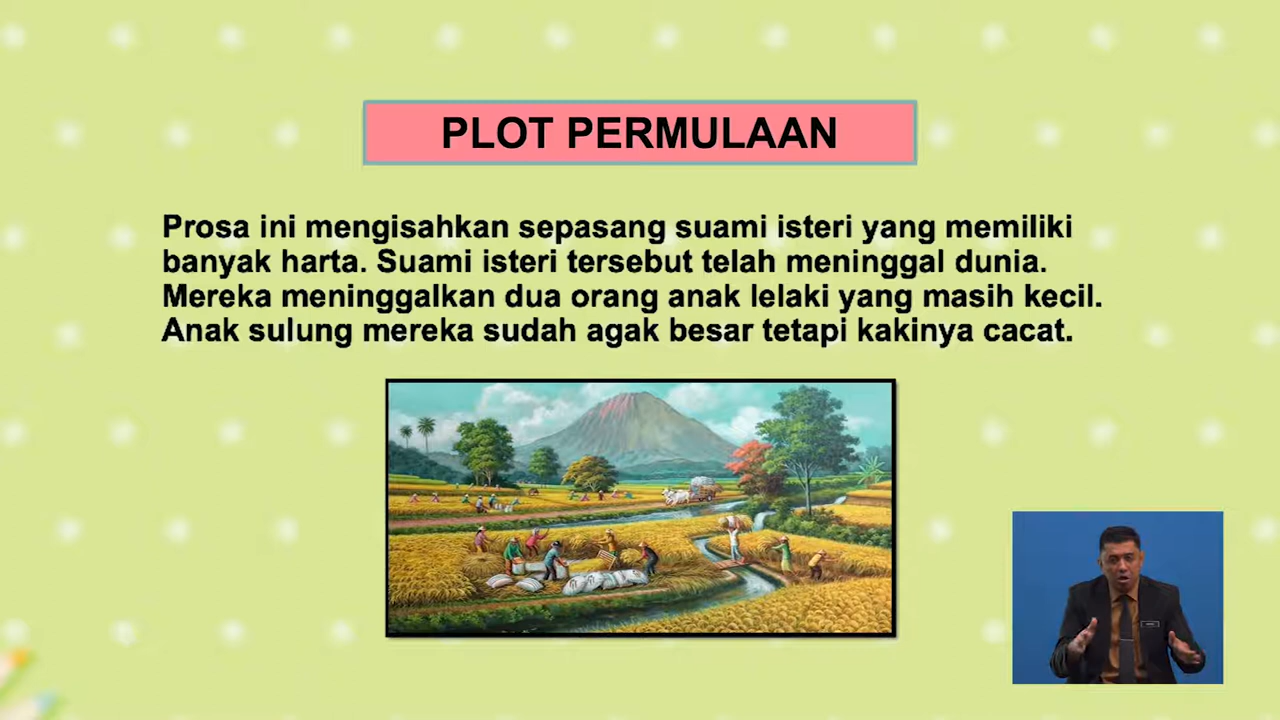 PLOT PERMULAAN
Prosa ini mengisahkan sepasang suami isteri yang memiliki
banyak harta. Suami isteri tersebut telah meninggal dunia.
Mereka meninggalkan dua orang anak lelaki yang masih kecil.
Anak sulung mereka sudah agak besar tetapi kakinya cacat.